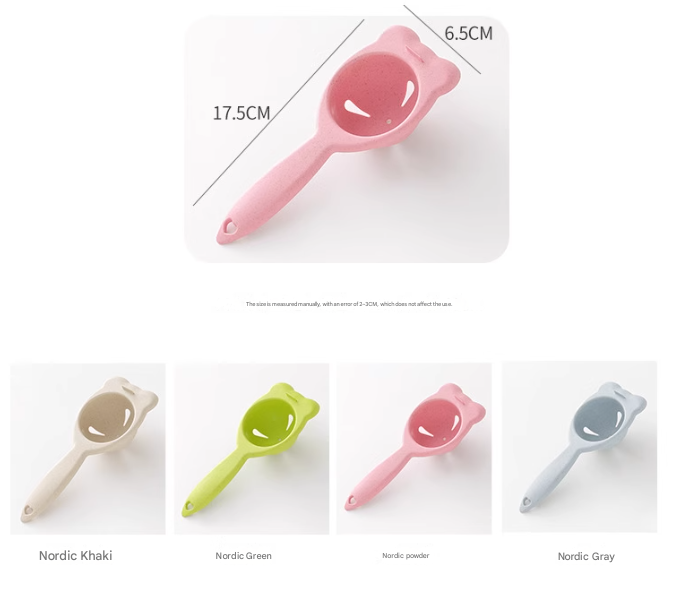 6.5CM
17.5CM
The size is measured manually, with an error of 2-3CM, which does not affect the use.
Nordic Khaki
Nordic Green
Nordic powder
Nordic Gray